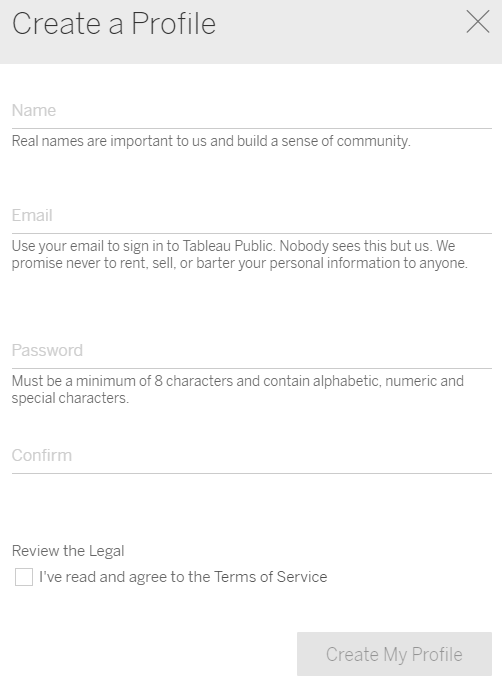 Create a Profile
Name
Real names are important to us and build a sense of community.
Email
Use your email to sign in to Tableau Public. Nobody sees this but us. We
promise never to rent, sell, or barter your personal information to anyone.
Password
Must be a minimum of 8 characters and contain alphabetic, numeric and
special characters.
Confirm
Review the Legal
I've read and agree to the Terms of Service
Create My Profile